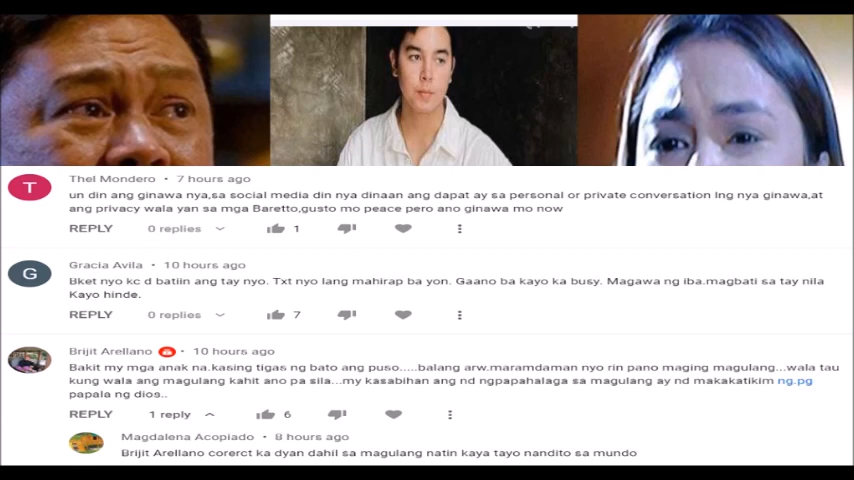 T
Thel Mondero • 7 hours ago
un din ang ginawa nya,sa social media din nya dinaan ang dapat ay sa personal or private conversation lng nya ginawa,at
ang privacy wala yan sa mga Baretto,gusto mo peace pero ano ginawa mo now
REPLY 0 replies 1
G
Gracia Avila • 10 hours ago
Bket nyo kc d batiin ang tay nyo. Txt nyo lang mahirap ba yon. Gaano ba kayo ka busy. Magawa ng iba.magbati sa tay nila
Kayo hinde.
REPLY 0 replies 7
Brijit Arellano • 10 hours ago
Bakit my mga anak na.kasing tigas ng bato ang puso.....balang arw.maramdaman nyo rin pano maging magulang...wala tau
kung wala ang magulang kahit ano pa sila...my kasabihan ang nd ngpapahalaga sa magulang ay nd makakatikim ng.pg
papala ng dios..
REPLY 1 reply 6
Magdalena Acopiado • 8 hours ago
Brijit Arellano corerct ka dyan dahil sa magulang natin kaya tayo nandito sa mundo